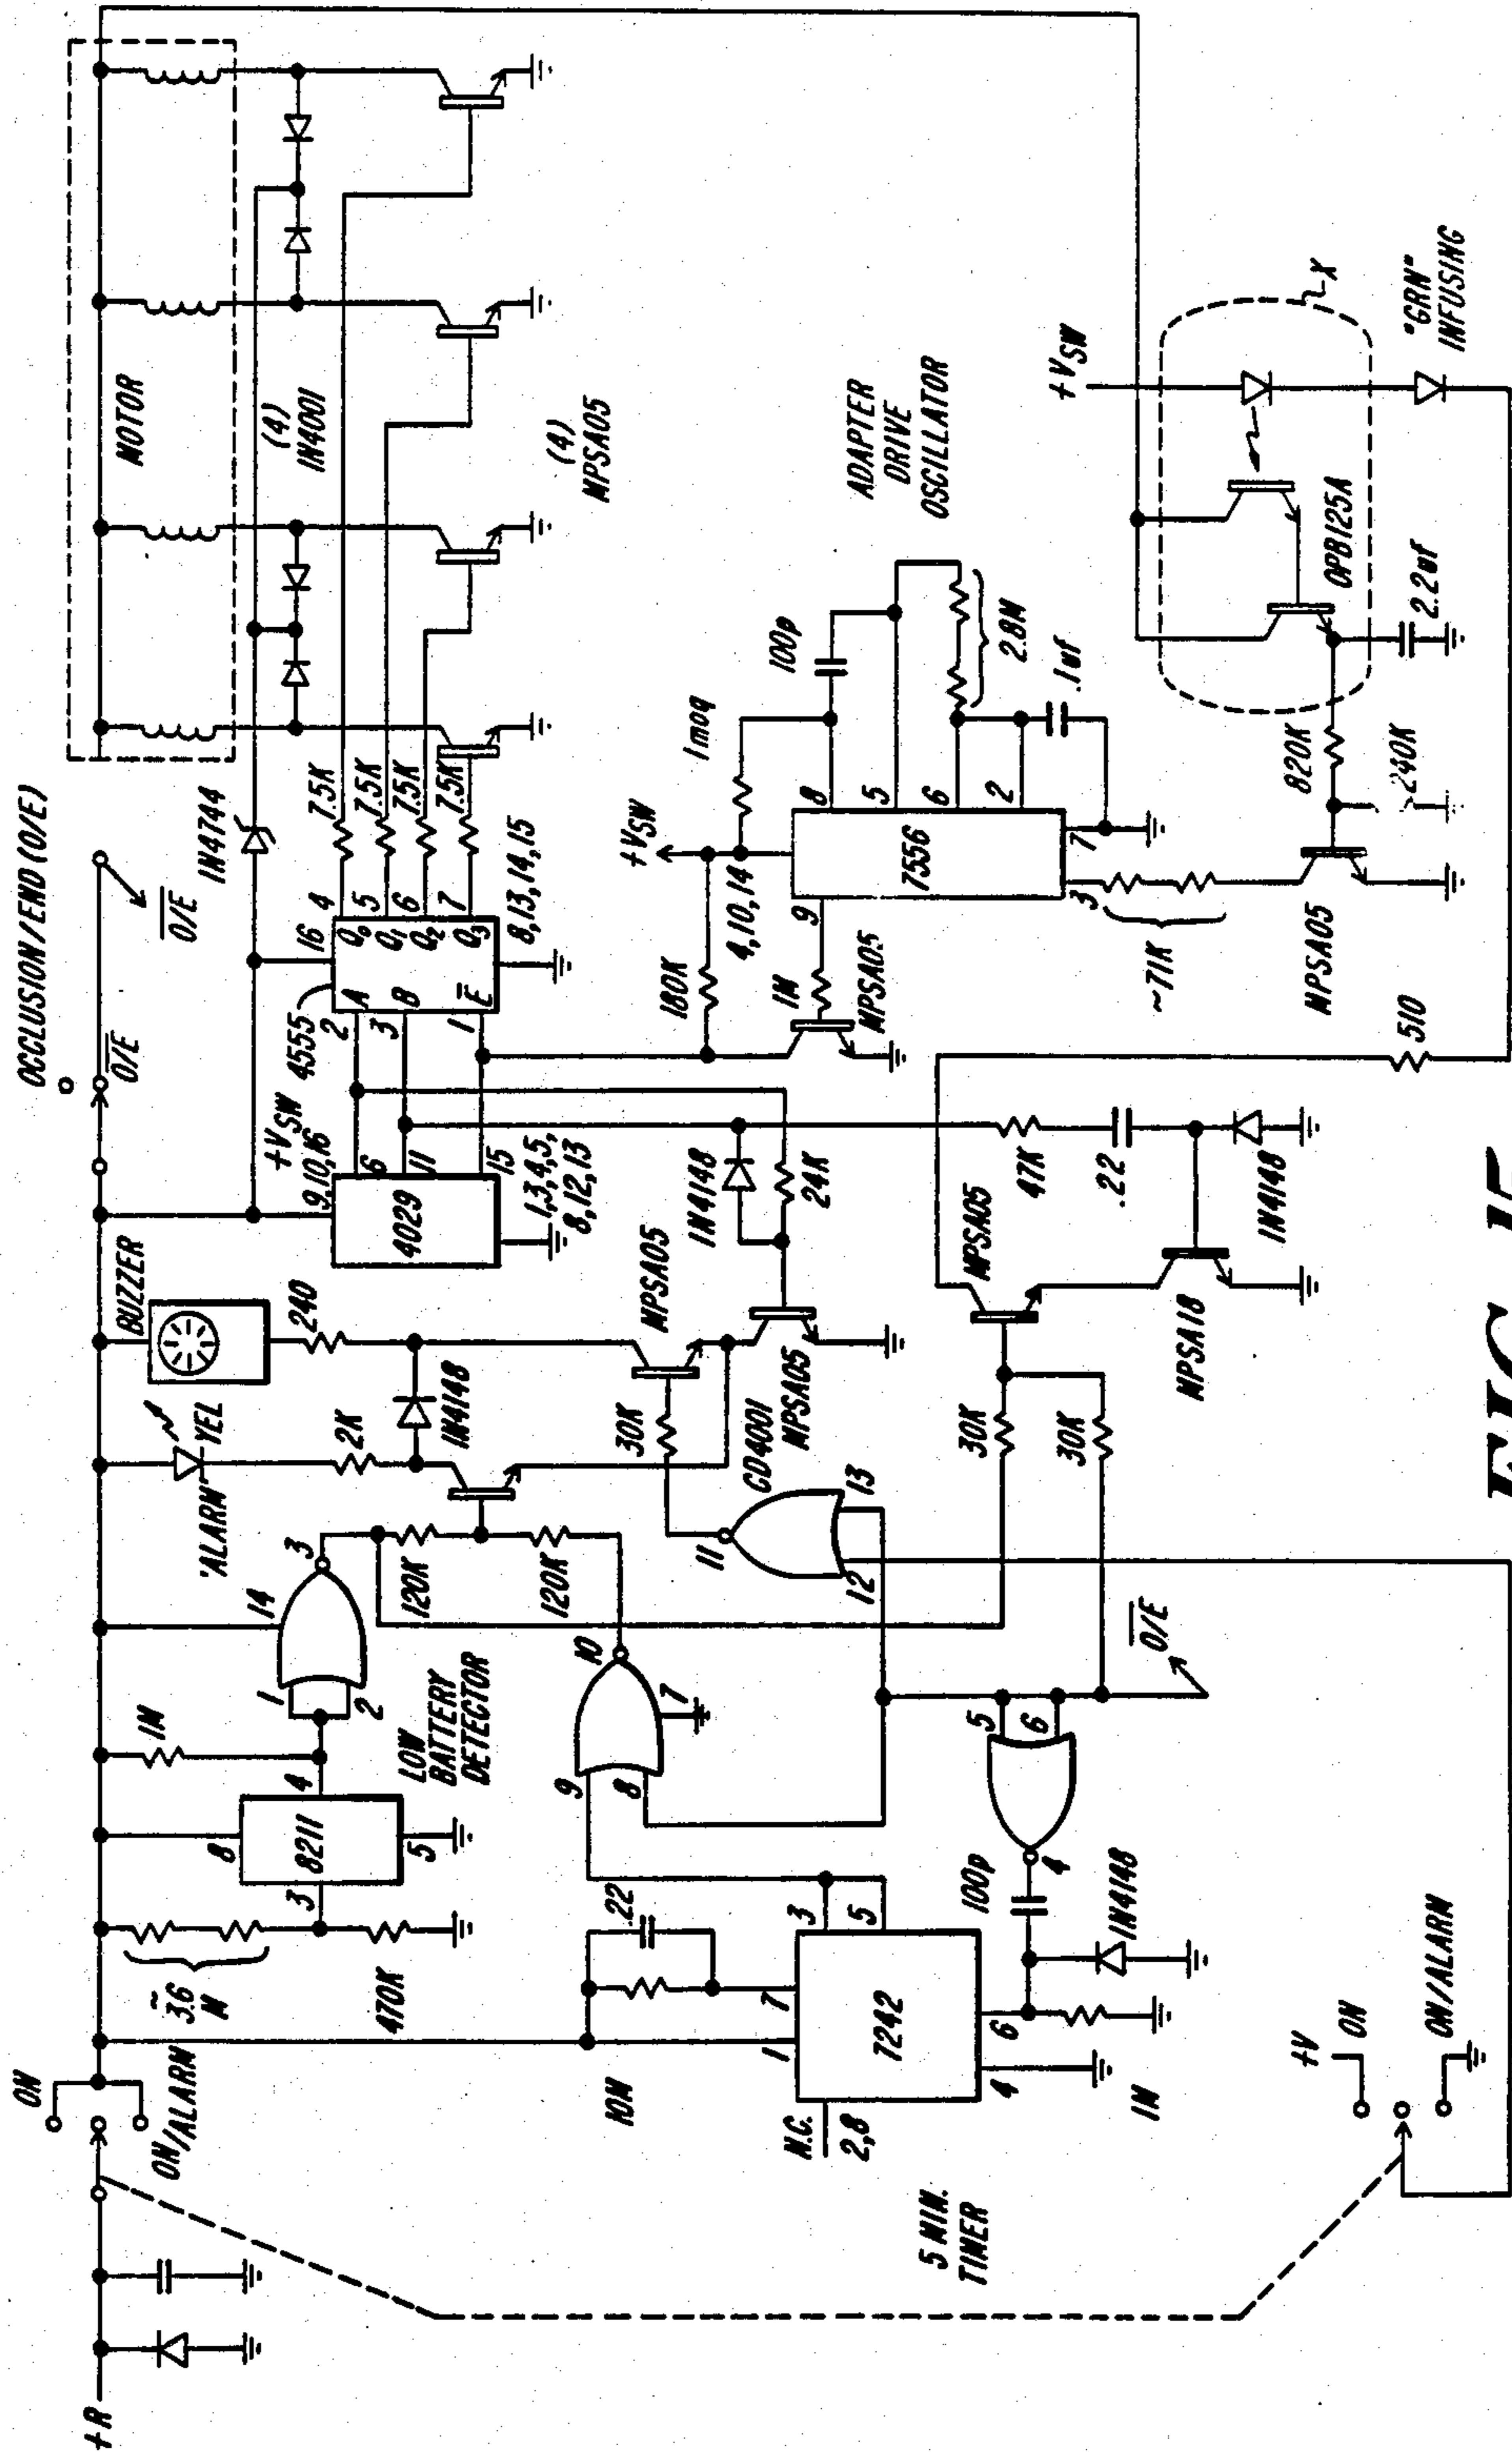 OCCLUSION/END (O/E)
O/E
O/E
+R
ON
ON/ALARM
~
3.6
M
470K
8
8211
3
4
5
1M
LOW
BATTERY
DETECTOR
1
2
14
3
"ALARM"
YEL
2K
1N4148
120K
120K
BUZZER
240
+VSW
9,10,16
4029
6
11
15
1,3,4,5,
8,12,13
4555
16
2 A
3 B
1 E
Q0 4
Q1 5
Q2 6
Q3 7
8,13,14,15
1N4744
7.5K
7.5K
7.5K
7.5K
MOTOR
(4)
1N4001
(4)
MPSA05
10M
.22
1
7
7242
3
5
6
4
N.C.
2,8
5 MIN.
TIMER
1M
100p
1N4148
4
5
6
9
8
10
7
O/E
11
12
13
CD4001
30K
MPSA05
MPSA05
1N4148
24K
30K
30K
MPSA05
MPSA18
47K
.22
1N4148
510
180K
1M
MPSA05
+VSW
4,10,14
9
7556
8
5
6
2
7
3
100p
2.8M
.1uf
ADAPTER
DRIVE
OSCILLATOR
~71K
MPSA05
820K
240K
2.2uf
OPB125A
+VSW
X
"GRN"
INFUSING
+V
ON
ON/ALARM